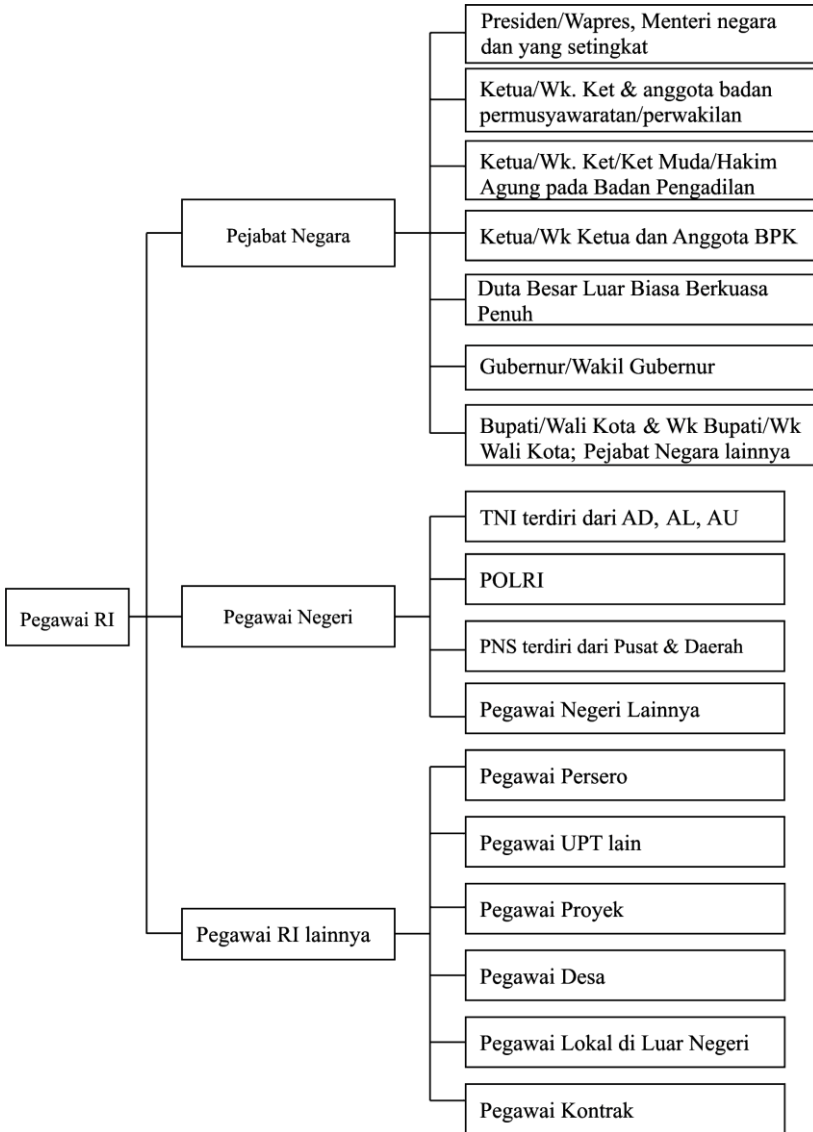 Presiden/Wapres, Menteri negara
dan yang setingkat
Ketua/Wk. Ket & anggota badan
permusyawaratan/perwakilan
Ketua/Wk. Ket/Ket Muda/Hakim
Agung pada Badan Pengadilan
Pejabat Negara
Ketua/Wk Ketua dan Anggota BPK
Duta Besar Luar Biasa Berkuasa
Penuh
Gubernur/Wakil Gubernur
Bupati/Wali Kota & Wk Bupati/Wk
Wali Kota; Pejabat Negara lainnya
TNI terdiri dari AD, AL, AU
POLRI
Pegawai RI
Pegawai Negeri
PNS terdiri dari Pusat & Daerah
Pegawai Negeri Lainnya
Pegawai Persero
Pegawai UPT lain
Pegawai Proyek
Pegawai RI lainnya
Pegawai Desa
Pegawai Lokal di Luar Negeri
Pegawai Kontrak